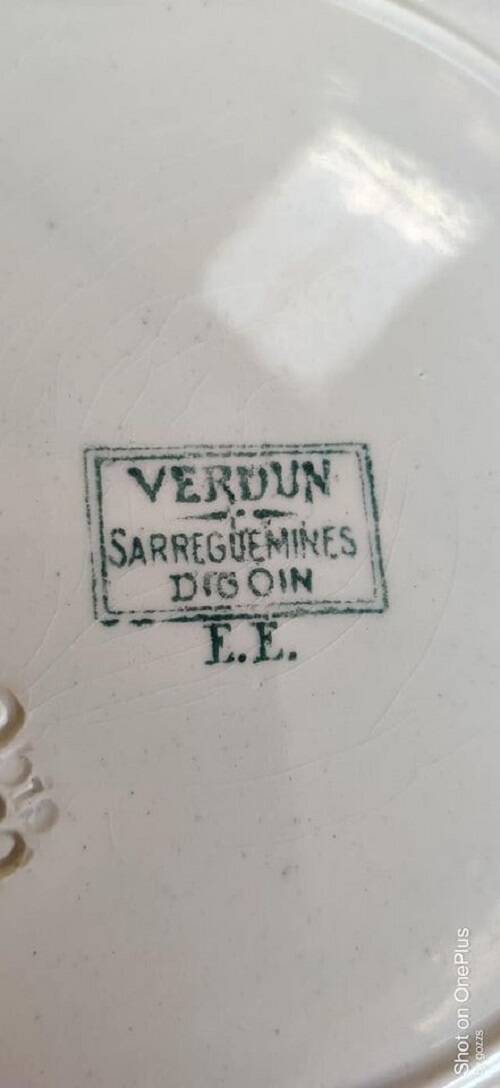 VERDUN
SARREGUEMINES
DIGOIN
E.E.
Shot on OnePlus